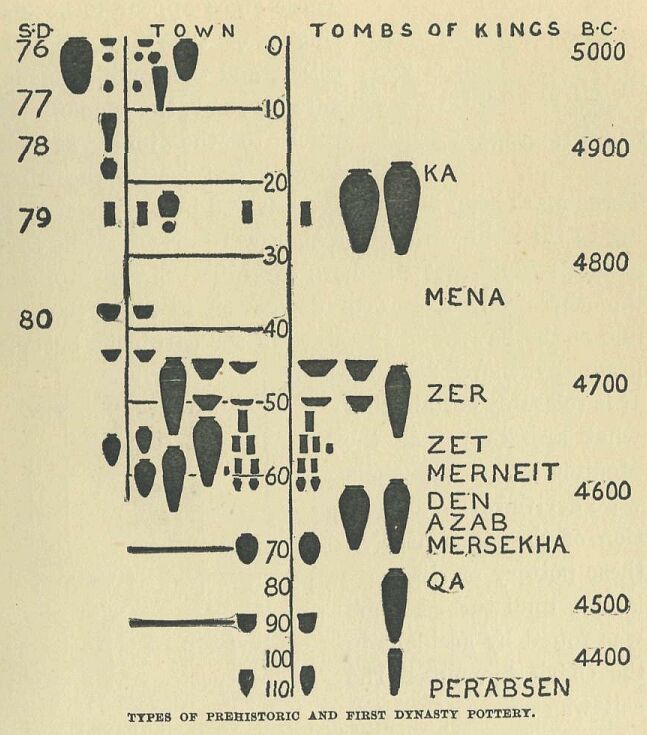 S.D. TOWN TOMBS OF KINGS B.C.
76 0 5000
77 10
78 4900
KA
20
79
30 4800
MENA
80
40
4700
ZER
50
ZET
60 MERNEIT
4600
DEN
AZAB
70 MERSEKHA
80 QA
4500
90
100 4400
110 PERABSEN
TYPES OF PREHISTORIC AND FIRST DYNASTY POTTERY.